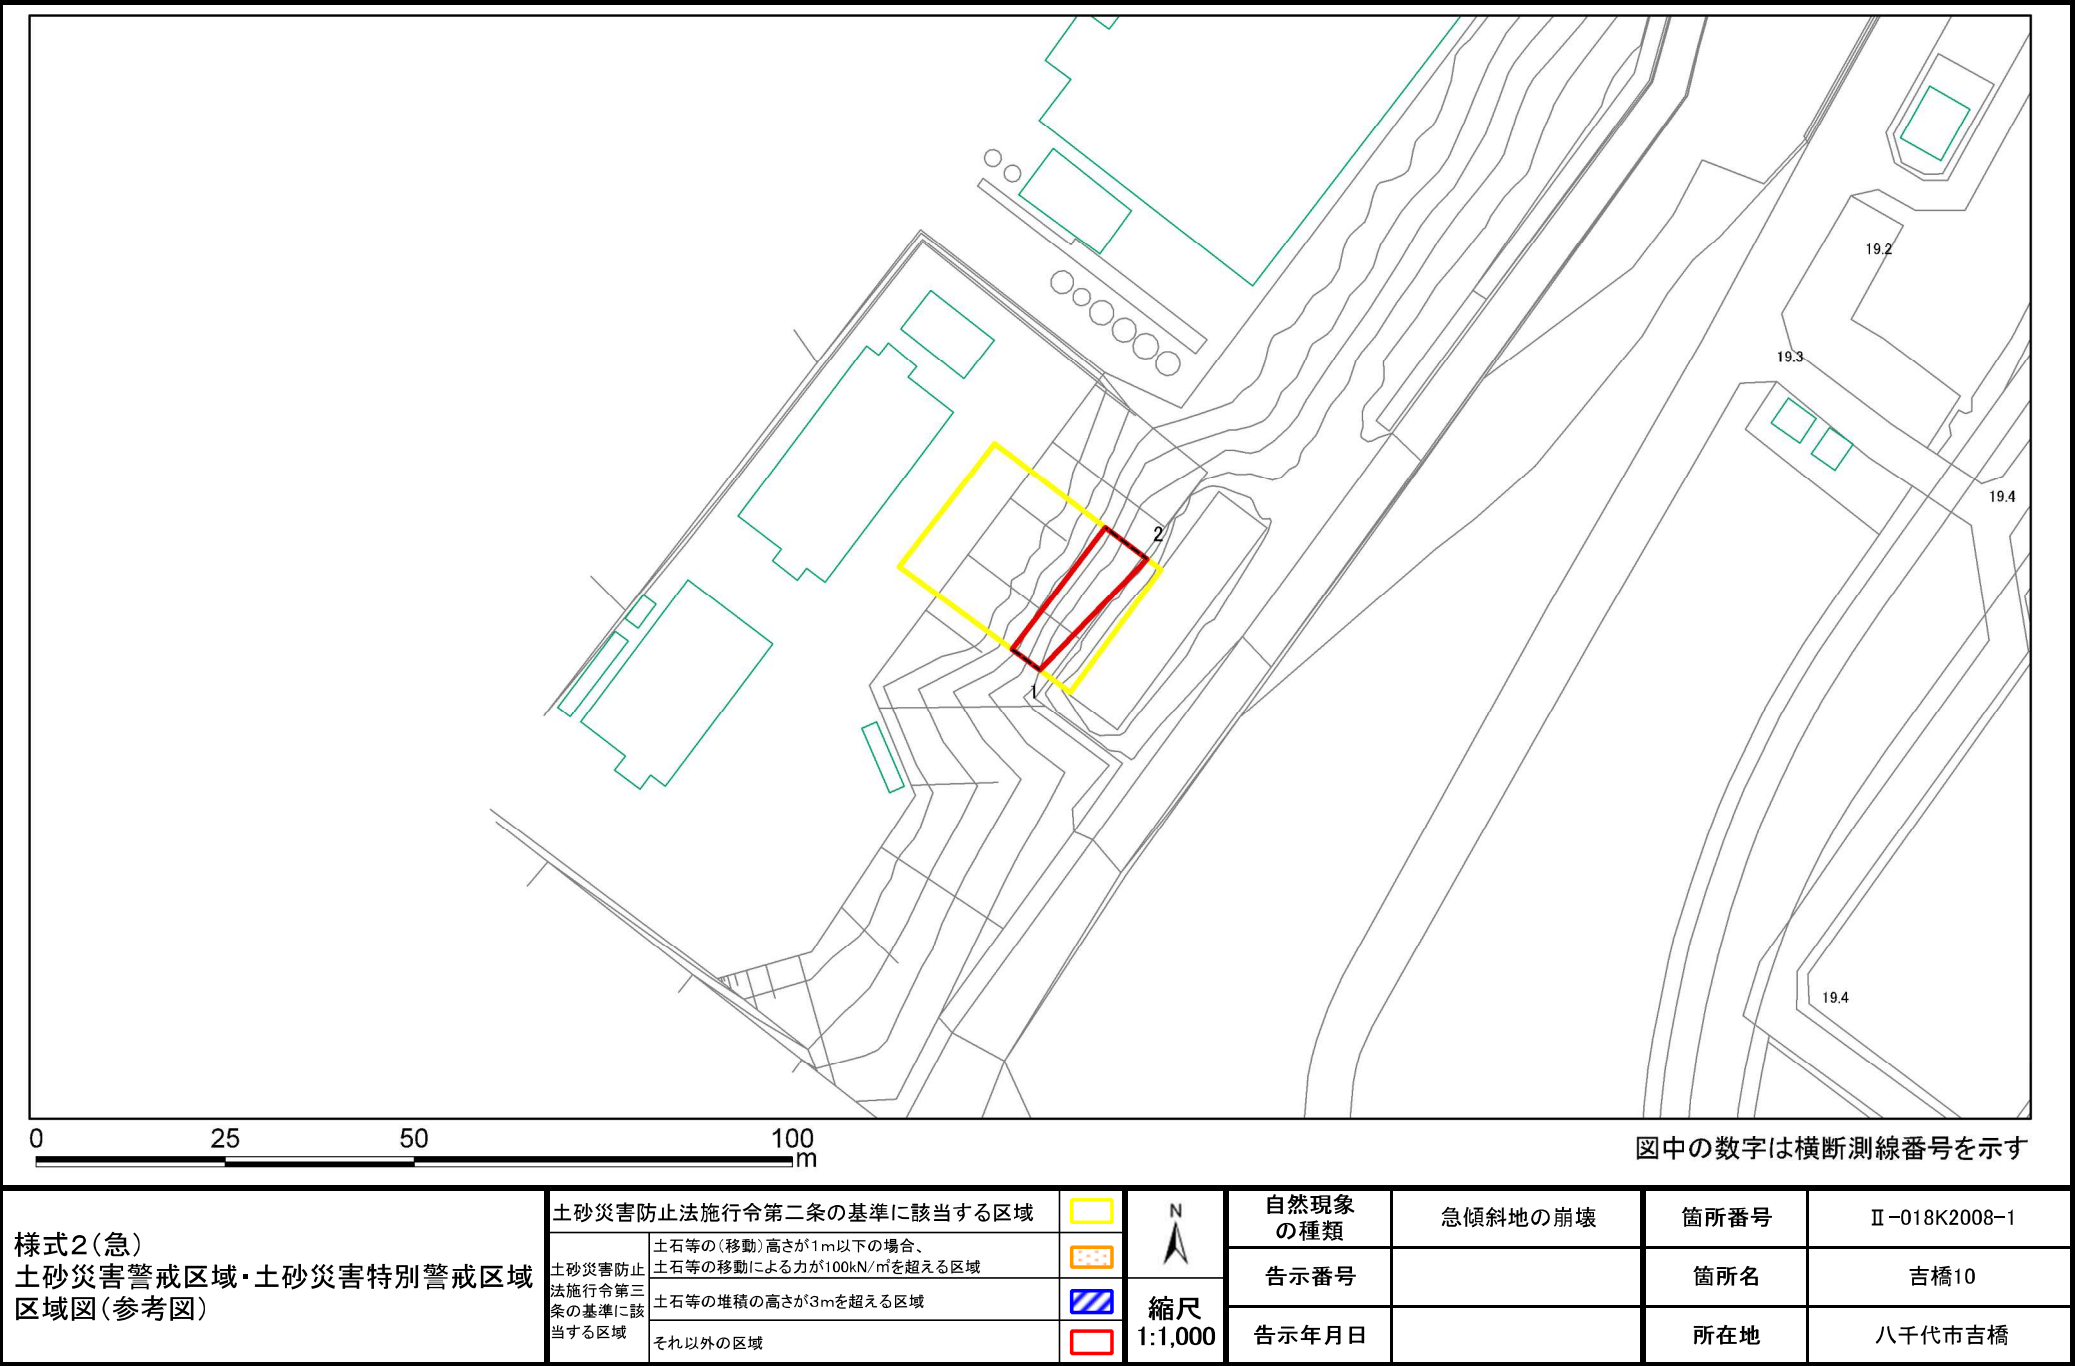 19.2
19.3
19.4
2
1
19.4
0 25 50 100
m
図中の数字は横断測線番号を示す
様式2(急)
土砂災害警戒区域・土砂災害特別警戒区域
区域図(参考図)
土砂災害防止法施行令第二条の基準に該当する区域
土砂災害防止
法施行令第三
条の基準に該
当する区域
土石等の(移動)高さが1m以下の場合、
土石等の移動による力が100kN/㎡を超える区域
土石等の堆積の高さが3mを超える区域
それ以外の区域
N
縮尺
1:1,000
自然現象
の種類
急傾斜地の崩壊
箇所番号
Ⅱ-018K2008-1
告示番号
箇所名
吉橋10
告示年月日
所在地
八千代市吉橋